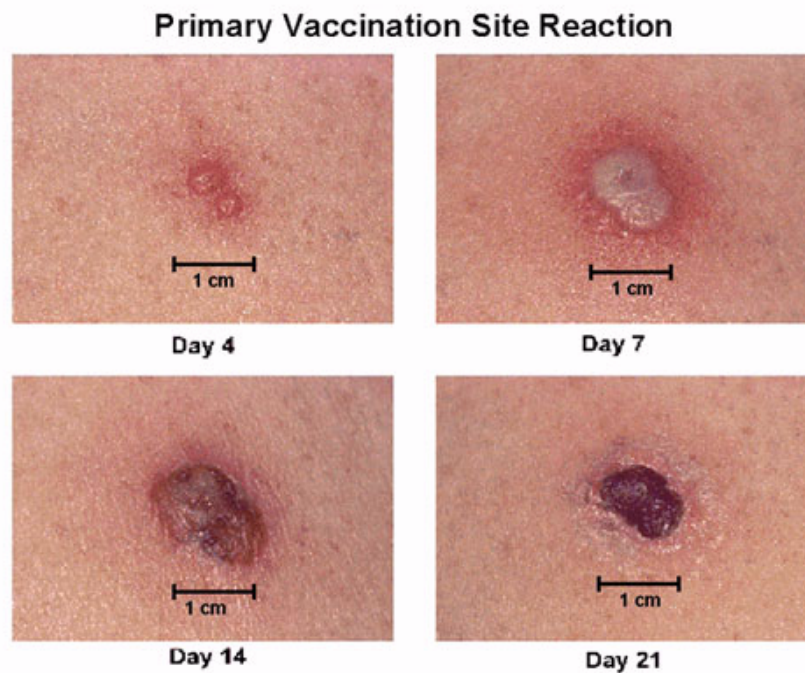 Primary Vaccination Site Reaction
1 cm
1 cm
Day 4
Day 7
1 cm
1 cm
Day 14
Day 21